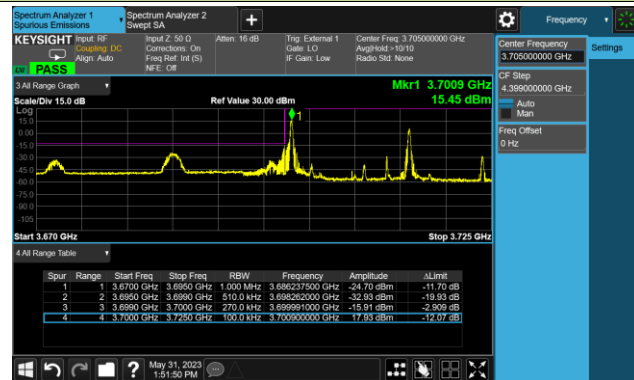 Spectrum Analyzer 1
Spurious Emissions
Spectrum Analyzer 2
Swept SA
+
Frequency
KEYSIGHT
Input: RF
Coupling: DC
Align: Auto
Input Z: 50 Ω
Corrections: On
Freq Ref: Int (S)
NFE: Off
Atten: 16 dB
Trig: External 1
Gate: LO
IF Gain: Low
Center Freq: 3.705000000 GHz
Avg|Hold:>10/10
Radio Std: None
PASS
Center Frequency
3.705000000 GHz
Settings
CF Step
4.399000000 GHz
Auto
Man
Freq Offset
0 Hz
3 All Range Graph
Mkr1 3.7009 GHz
Scale/Div 15.0 dB
Ref Value 30.00 dBm
15.45 dBm
Log
15.0
0.00
-15.0
-30.0
-45.0
-60.0
-75.0
-90.0
-105
1
Start 3.670 GHz
Stop 3.725 GHz
4 All Range Table
Spur Range Start Freq Stop Freq RBW Frequency Amplitude ΔLimit
1 1 3.6700 GHz 3.6950 GHz 1.000 MHz 3.686237500 GHz -24.70 dBm -11.70 dB
2 2 3.6950 GHz 3.6990 GHz 510.0 kHz 3.698262000 GHz -32.93 dBm -19.93 dB
3 3 3.6990 GHz 3.7000 GHz 270.0 kHz 3.699991000 GHz -15.91 dBm -2.909 dB
4 4 3.7000 GHz 3.7250 GHz 100.0 kHz 3.700900000 GHz 17.93 dBm -12.07 dB
?
May 31, 2023
1:51:50 PM